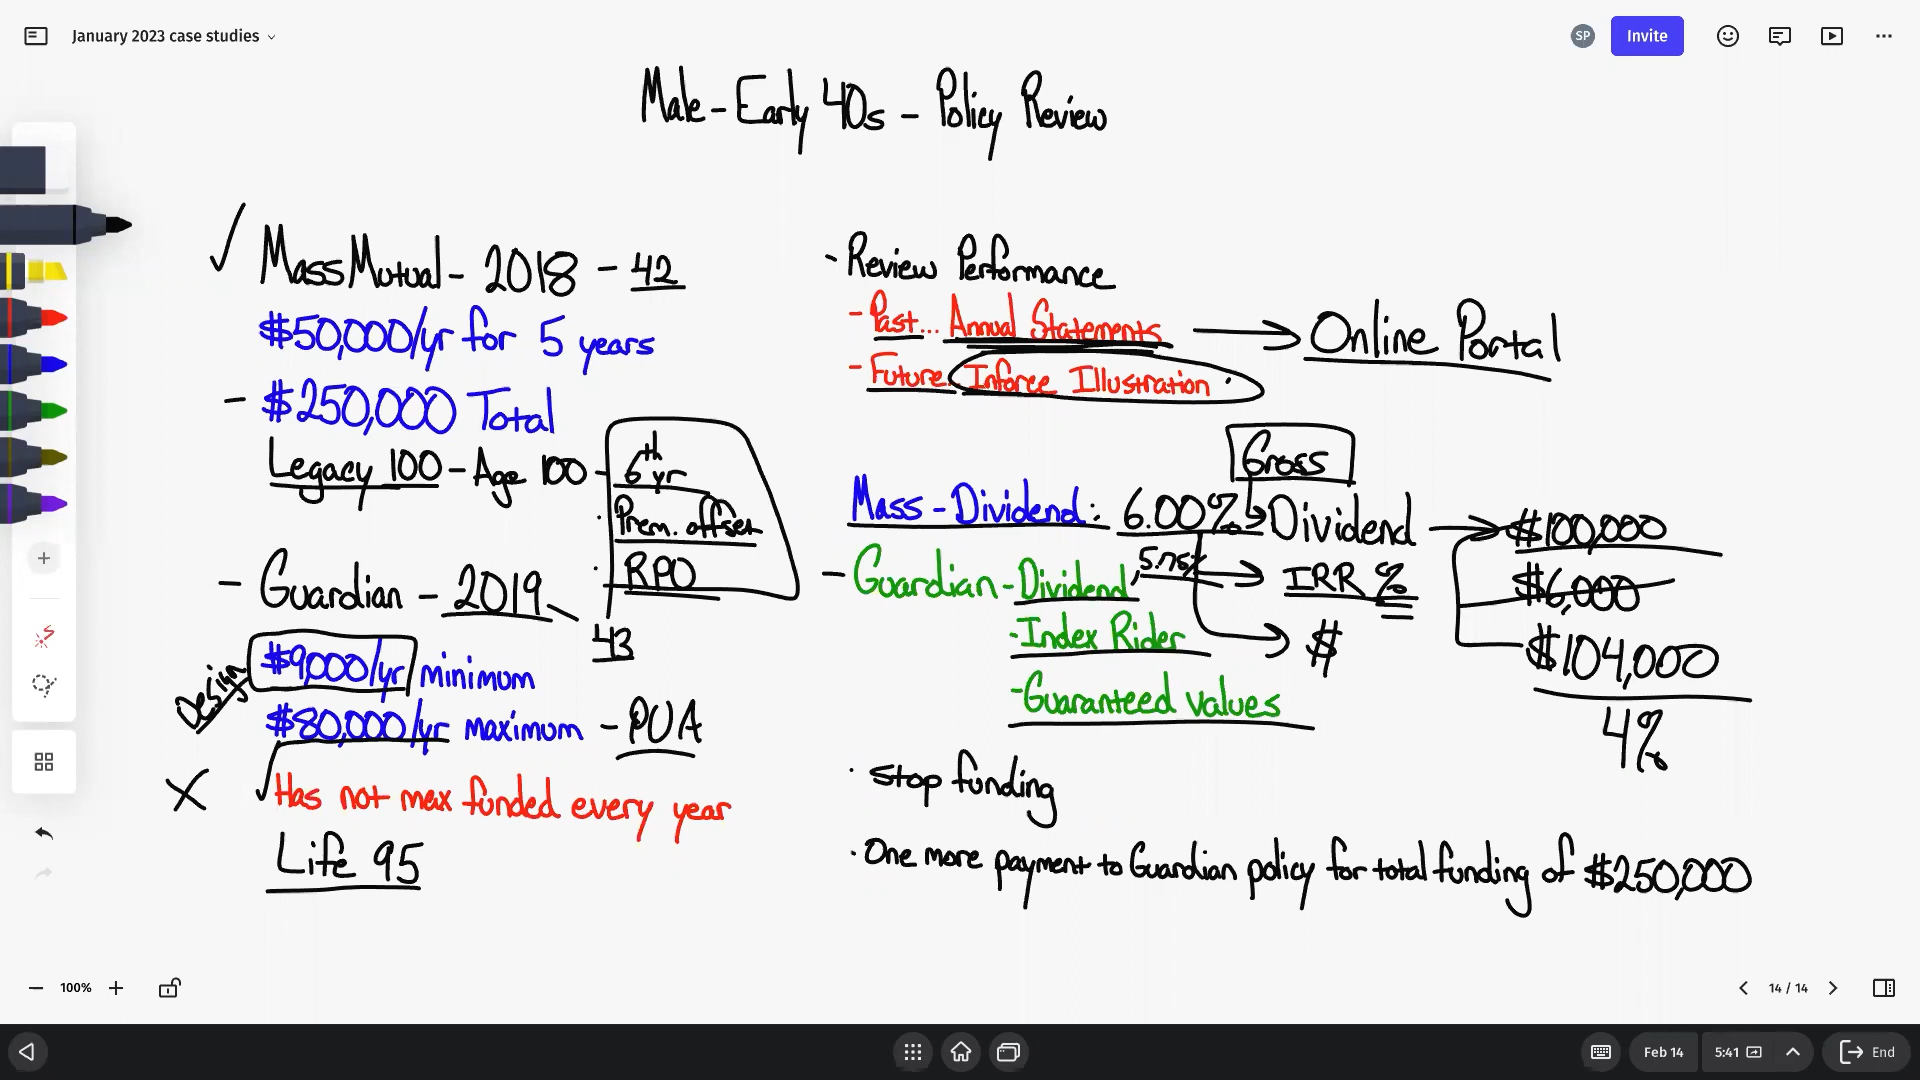 January 2023 case studies
SP
Invite
Male - Early 40s - Policy Review
MassMutual - 2018 - 42
$50,000/yr for 5 years
- $250,000 Total
Legacy 100 - Age 100 -
6th yr
Prem. offset
RPO
- Guardian - 2019
43
Design
$9,000/yr minimum
$80,000/yr maximum - PUA
Has not max funded every year
Life 95
- Review Performance
- Past... Annual Statements
Online Portal
- Future.. Inforce Illustration
Gross
Mass - Dividend: 6.00%
Dividend
$100,000
- Guardian - Dividend, 5.75%
IRR %
$6,000
- Index Rider
$
$104,000
- Guaranteed values
4%
· stop funding
· One more payment to Guardian policy for total funding of $250,000
100%
14 / 14
Feb 14
5:41
End